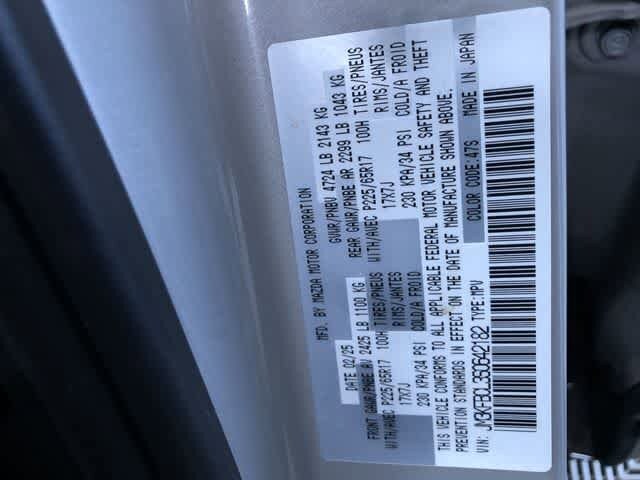 MFD. BY MAZDA MOTOR CORPORATION
DATE 02/25 GVWR/PNBV 4724 LB 2143 KG
FRONT GAWR/PNBE AV 2425 LB 1100 KG REAR GAWR/PNBE AR 2299 LB 1043 KG
WITH/AVEC P225/65R17 100H TIRES/PNEUS WITH/AVEC P225/65R17 100H TIRES/PNEUS
17X7J RIMS/JANTES 17X7J RIMS/JANTES
230 KPA/34 PSI COLD/A FROID 230 KPA/34 PSI COLD/A FROID
THIS VEHICLE CONFORMS TO ALL APPLICABLE FEDERAL MOTOR VEHICLE SAFETY AND THEFT
PREVENTION STANDARDS IN EFFECT ON THE DATE OF MANUFACTURE SHOWN ABOVE.
VIN: JM3KFBCL3S0642182 TYPE:MPV COLOR CODE:47S MADE IN JAPAN